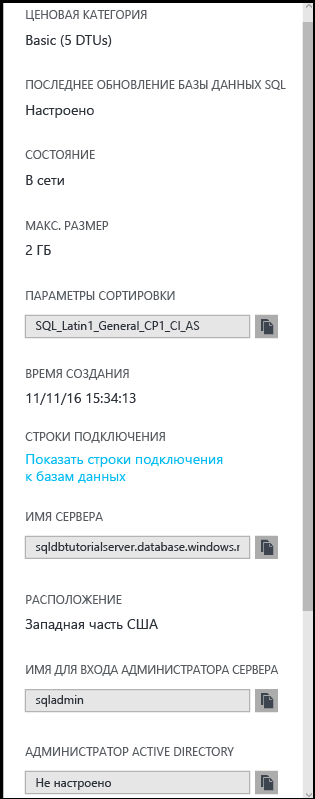 ЦЕНОВАЯ КАТЕГОРИЯ
Basic (5 DTUs)
ПОСЛЕДНЕЕ ОБНОВЛЕНИЕ БАЗЫ ДАННЫХ SQL
Настроено
СОСТОЯНИЕ
В сети
МАКС. РАЗМЕР
2 ГБ
ПАРАМЕТРЫ СОРТИРОВКИ
SQL_Latin1_General_CP1_CI_AS
ВРЕМЯ СОЗДАНИЯ
11/11/16 15:34:13
СТРОКИ ПОДКЛЮЧЕНИЯ
Показать строки подключения
к базам данных
ИМЯ СЕРВЕРА
sqldbtutorialserver.database.windows.
РАСПОЛОЖЕНИЕ
Западная часть США
ИМЯ ДЛЯ ВХОДА АДМИНИСТРАТОРА СЕРВЕРА
sqladmin
АДМИНИСТРАТОР ACTIVE DIRECTORY
Не настроено